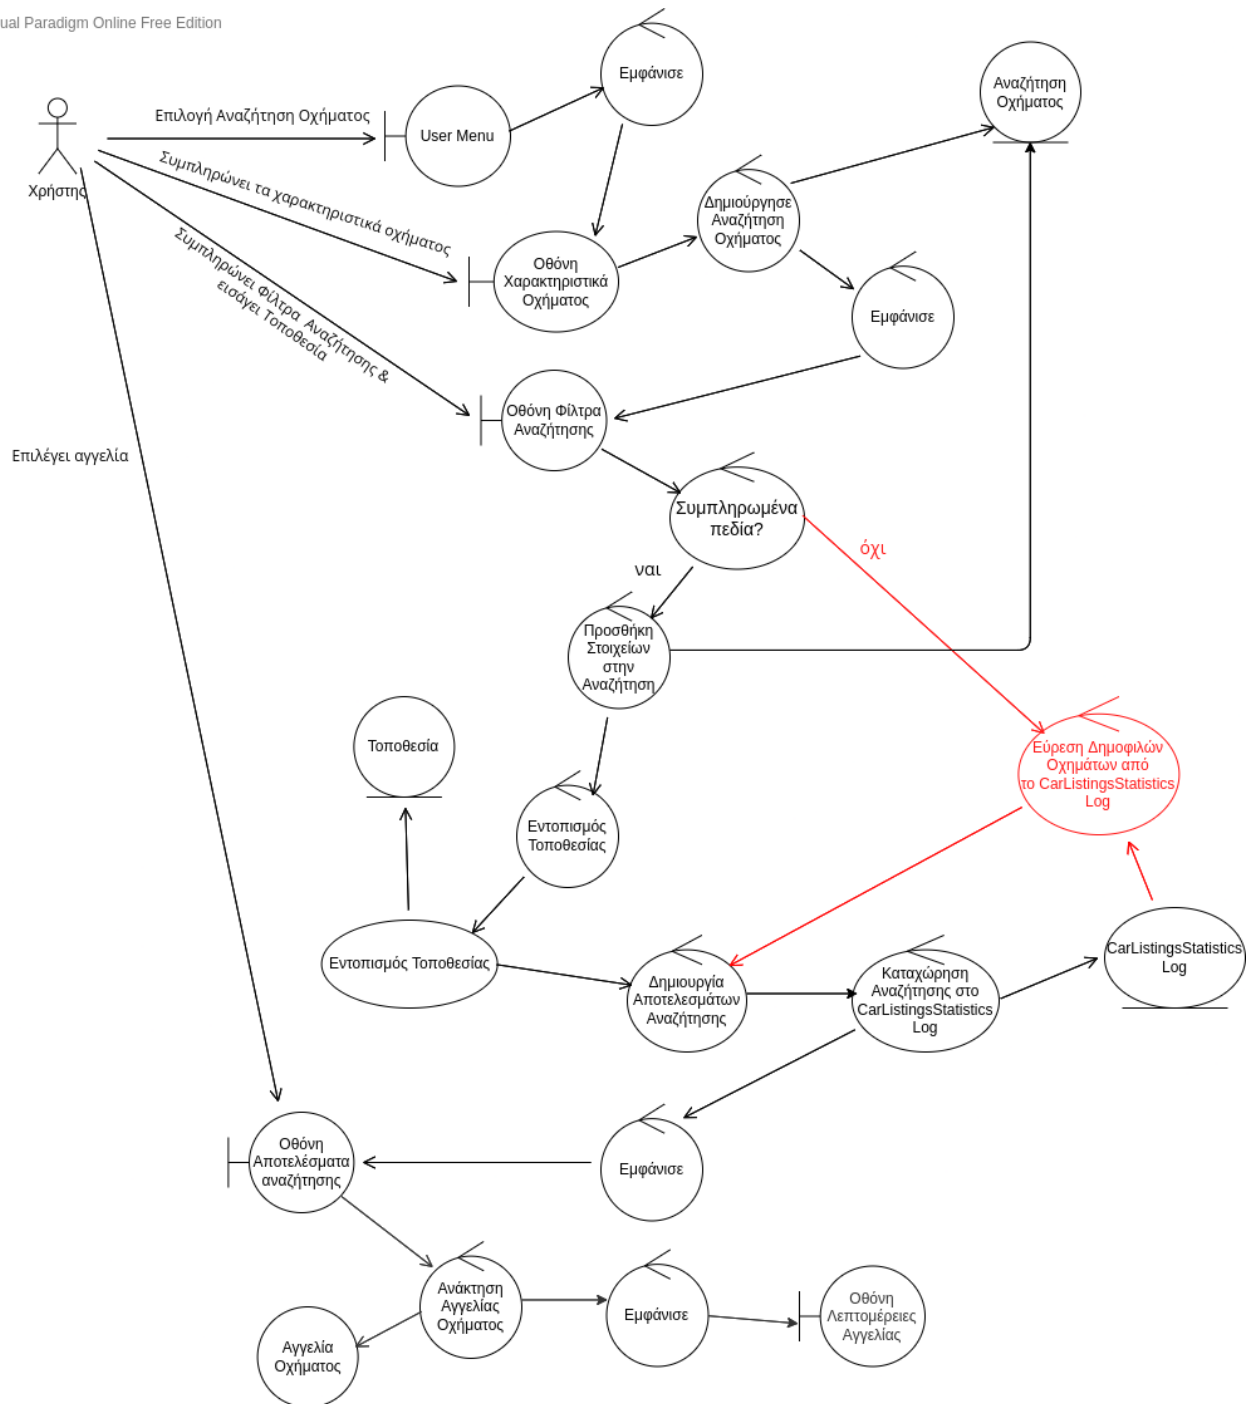 ual Paradigm Online Free Edition
Εμφάνισε
Αναζήτηση
Οχήματος
Επιλογή Αναζήτηση Οχήματος
User Menu
Χρήστης
Συμπληρώνει τα χαρακτηριστικά οχήματος
Δημιούργησε
Αναζήτηση
Οχήματος
Οθόνη
Χαρακτηριστικά
Οχήματος
Συμπληρώνει Φίλτρα Αναζήτησης &
εισάγει Τοποθεσία
Εμφάνισε
Οθόνη Φίλτρα
Αναζήτησης
Επιλέγει αγγελία
Συμπληρωμένα
πεδία?
όχι
ναι
Προσθήκη
Στοιχείων
στην
Αναζήτηση
Τοποθεσία
Εύρεση Δημοφιλών
Οχημάτων από
το CarListingsStatistics
Log
Εντοπισμός
Τοποθεσίας
Εντοπισμός Τοποθεσίας
Δημιουργία
Αποτελεσμάτων
Αναζήτησης
Καταχώρηση
Αναζήτησης στο
CarListingsStatistics
Log
CarListingsStatistics
Log
Οθόνη
Αποτελέσματα
αναζήτησης
Εμφάνισε
Ανάκτηση
Αγγελίας
Οχήματος
Εμφάνισε
Οθόνη
Λεπτομέρειες
Αγγελίας
Αγγελία
Οχήματος